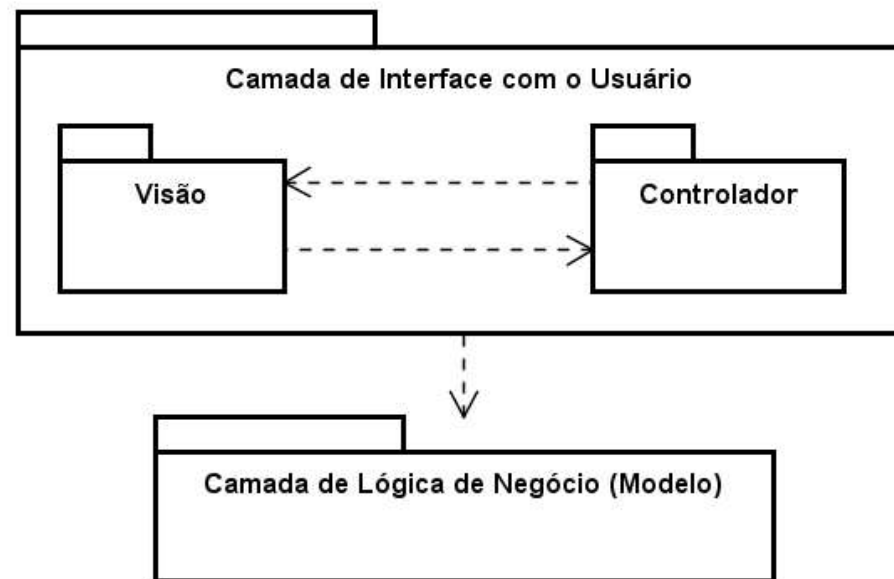 Camada de Interface com o Usuário
Visão
Controlador
Camada de Lógica de Negócio (Modelo)